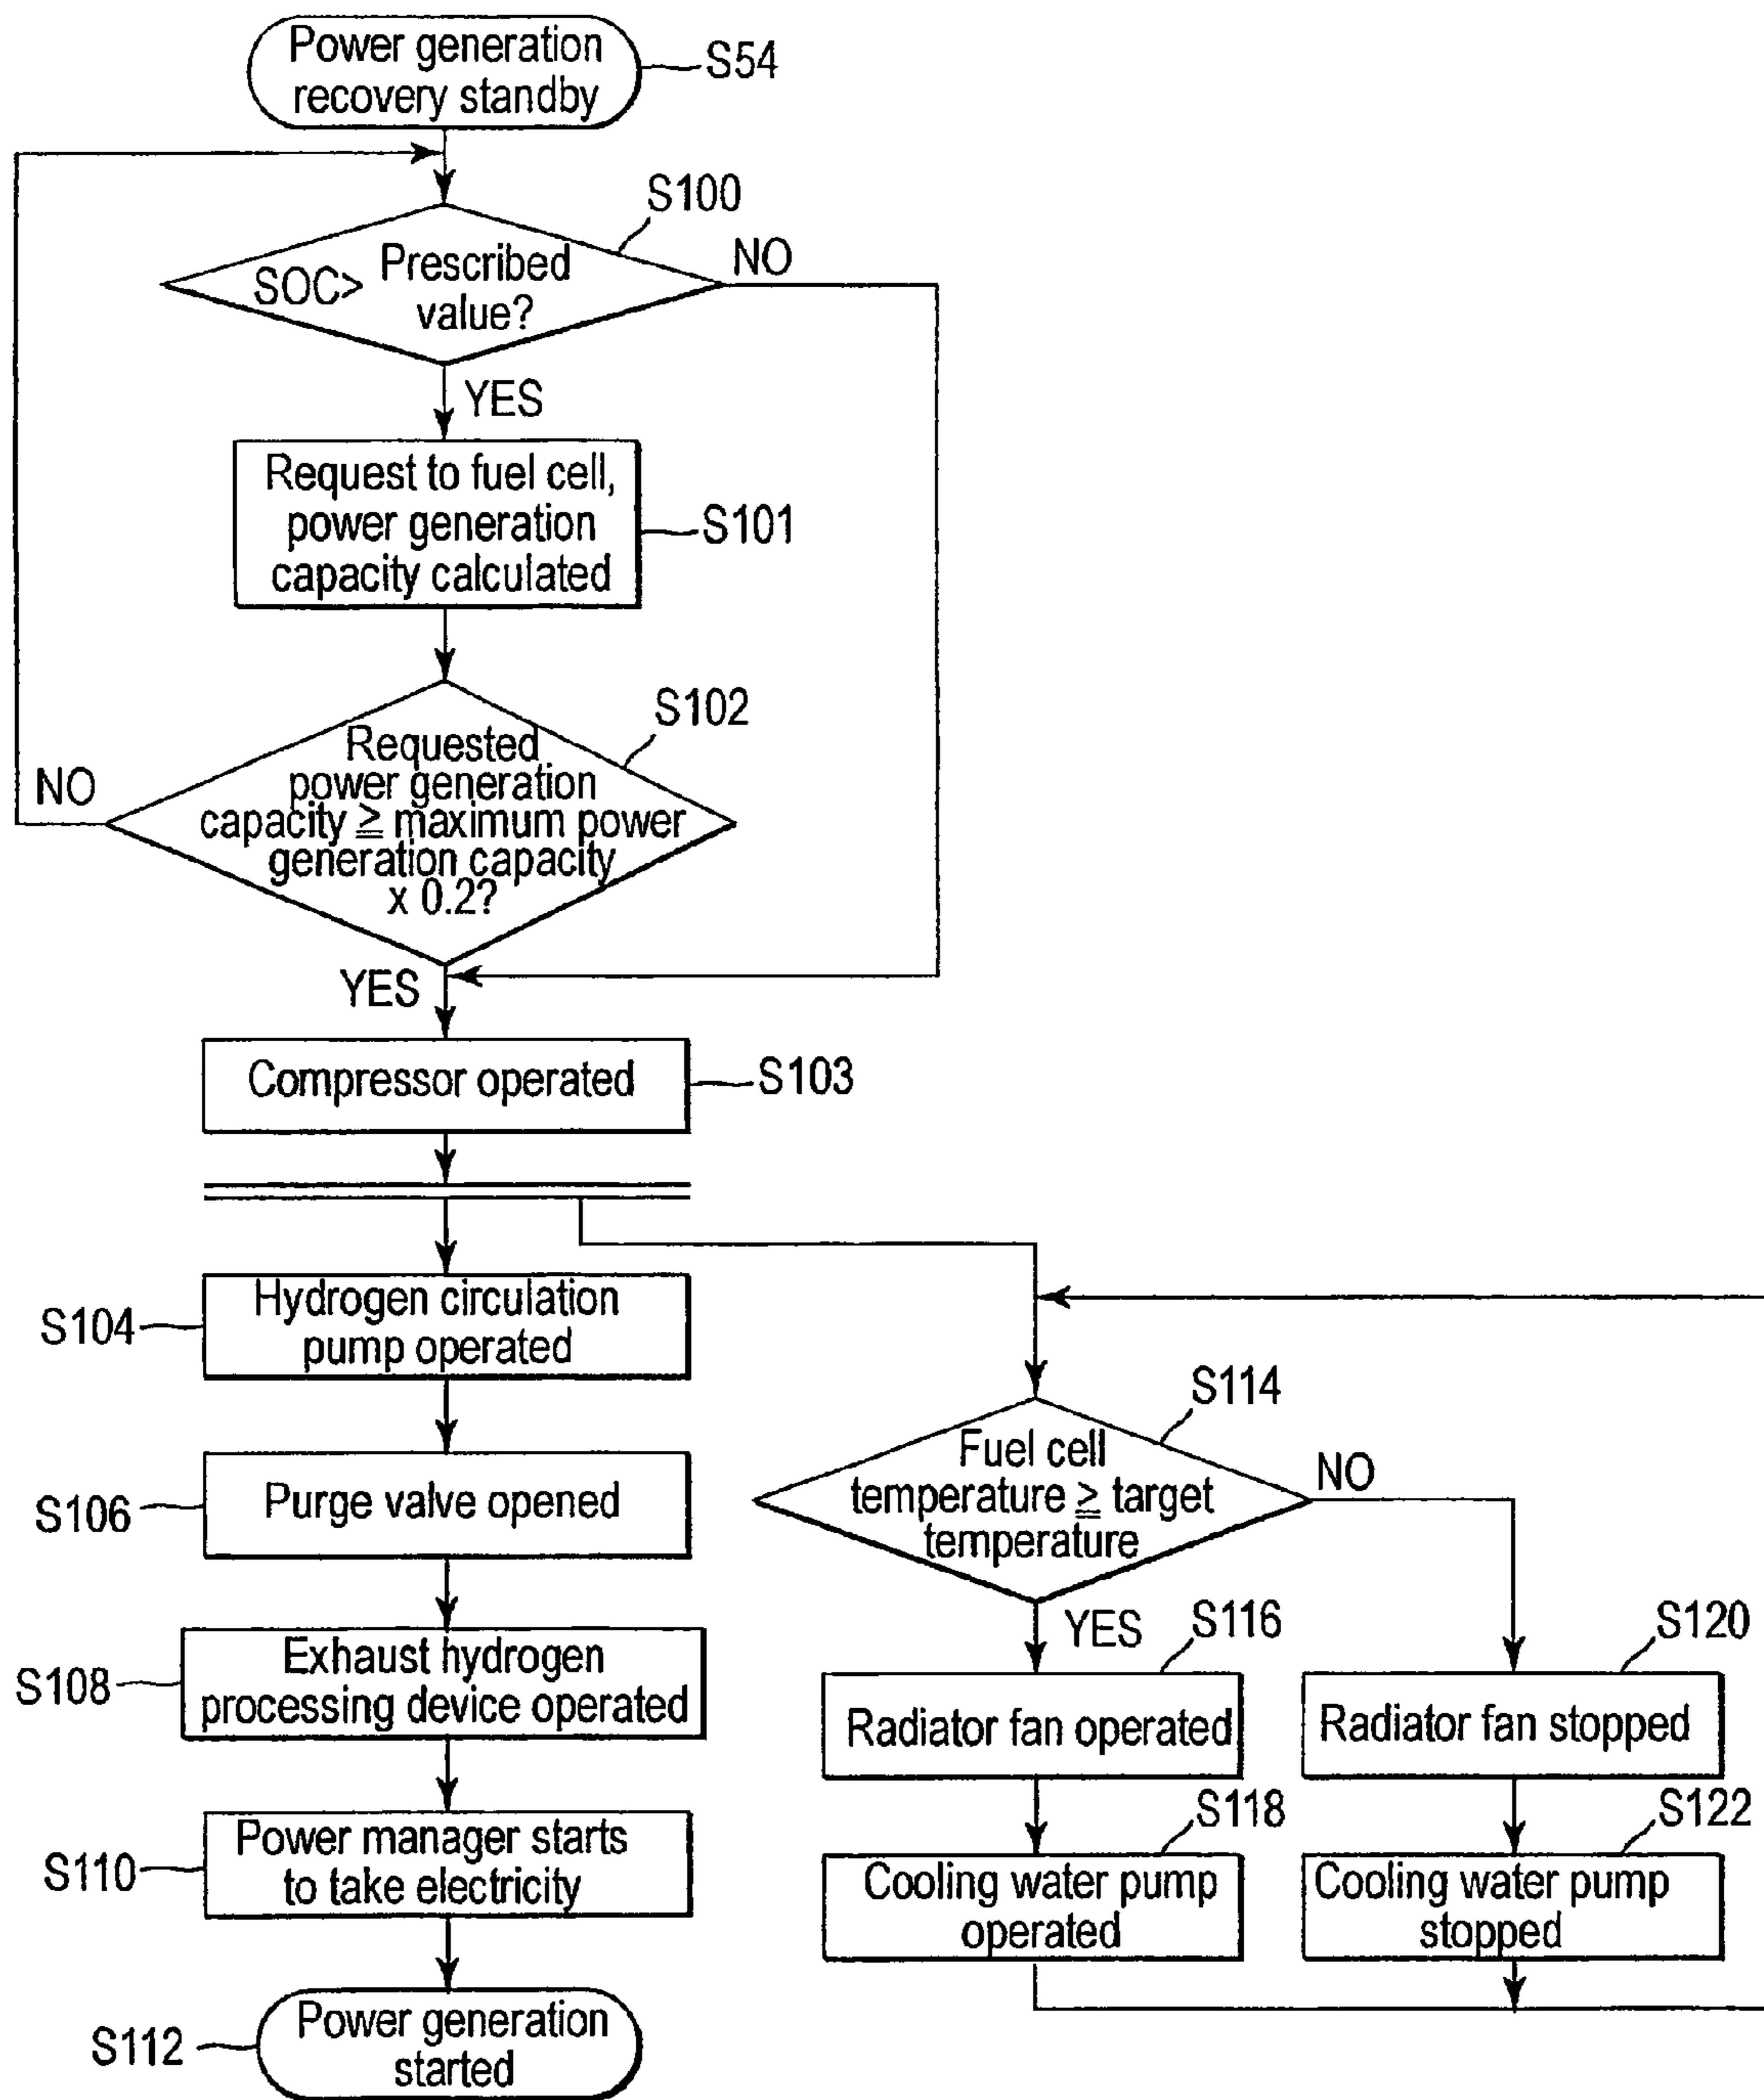 Power generation
recovery standby
S54
S100
SOC> Prescribed
value?
NO
YES
Request to fuel cell,
power generation
capacity calculated
S101
S102
Requested
power generation
capacity ≧ maximum power
generation capacity
x 0.2?
NO
YES
Compressor operated
S103
S104
Hydrogen circulation
pump operated
S106
Purge valve opened
S108
Exhaust hydrogen
processing device operated
S110
Power manager starts
to take electricity
S112
Power generation
started
S114
Fuel cell
temperature ≧ target
temperature
NO
YES
S116
Radiator fan operated
S118
Cooling water pump
operated
S120
Radiator fan stopped
S122
Cooling water pump
stopped